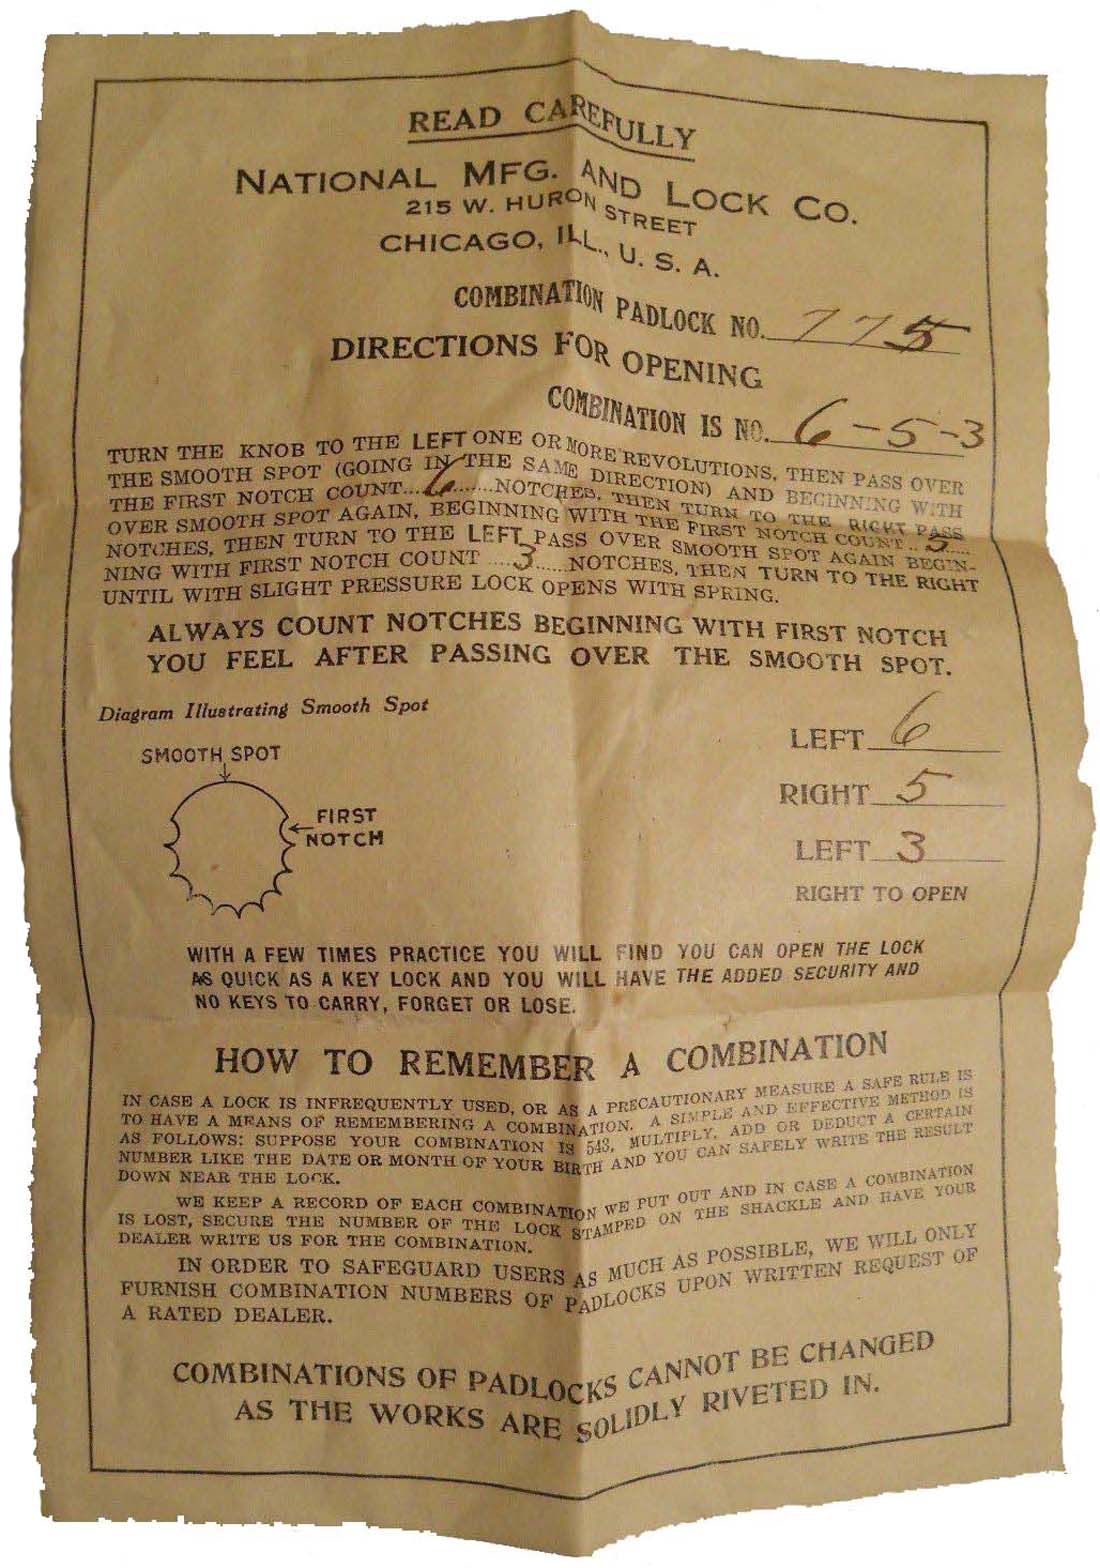 READ CAREFULLY
NATIONAL MFG. AND LOCK CO.
215 W. HURON STREET
CHICAGO, ILL., U. S. A.
COMBINATION PADLOCK NO. 775
DIRECTIONS FOR OPENING
COMBINATION IS NO. 6-5-3
TURN THE KNOB TO THE LEFT ONE OR MORE REVOLUTIONS, THEN PASS OVER
THE SMOOTH SPOT (GOING IN THE SAME DIRECTION) AND BEGINNING WITH
THE FIRST NOTCH COUNT....6.......NOTCHES, THEN TURN TO THE RIGHT PASS
OVER SMOOTH SPOT AGAIN, BEGINNING WITH THE FIRST NOTCH COUNT ..5.....
NOTCHES, THEN TURN TO THE LEFT PASS OVER SMOOTH SPOT AGAIN BEGIN-
NING WITH FIRST NOTCH COUNT ....3.....NOTCHES, THEN TURN TO THE RIGHT
UNTIL WITH SLIGHT PRESSURE LOCK OPENS WITH SPRING.
ALWAYS COUNT NOTCHES BEGINNING WITH FIRST NOTCH
YOU FEEL AFTER PASSING OVER THE SMOOTH SPOT.
Diagram Illustrating Smooth Spot
SMOOTH SPOT
FIRST
NOTCH
LEFT 6
RIGHT 5
LEFT 3
RIGHT TO OPEN
WITH A FEW TIMES PRACTICE YOU WILL FIND YOU CAN OPEN THE LOCK
AS QUICK AS A KEY LOCK AND YOU WILL HAVE THE ADDED SECURITY AND
NO KEYS TO CARRY, FORGET OR LOSE.
HOW TO REMEMBER A COMBINATION
IN CASE A LOCK IS INFREQUENTLY USED, OR AS A PRECAUTIONARY MEASURE A SAFE RULE IS
TO HAVE A MEANS OF REMEMBERING A COMBINATION. A SIMPLE AND EFFECTIVE METHOD IS
AS FOLLOWS: SUPPOSE YOUR COMBINATION IS 543, MULTIPLY, ADD OR DEDUCT A CERTAIN
NUMBER LIKE THE DATE OR MONTH OF YOUR BIRTH AND YOU CAN SAFELY WRITE THE RESULT
DOWN NEAR THE LOCK.
WE KEEP A RECORD OF EACH COMBINATION WE PUT OUT AND IN CASE A COMBINATION
IS LOST, SECURE THE NUMBER OF THE LOCK STAMPED ON THE SHACKLE AND HAVE YOUR
DEALER WRITE US FOR THE COMBINATION.
IN ORDER TO SAFEGUARD USERS AS MUCH AS POSSIBLE, WE WILL ONLY
FURNISH COMBINATION NUMBERS OF PADLOCKS UPON WRITTEN REQUEST OF
A RATED DEALER.
COMBINATIONS OF PADLOCKS CANNOT BE CHANGED
AS THE WORKS ARE SOLIDLY RIVETED IN.